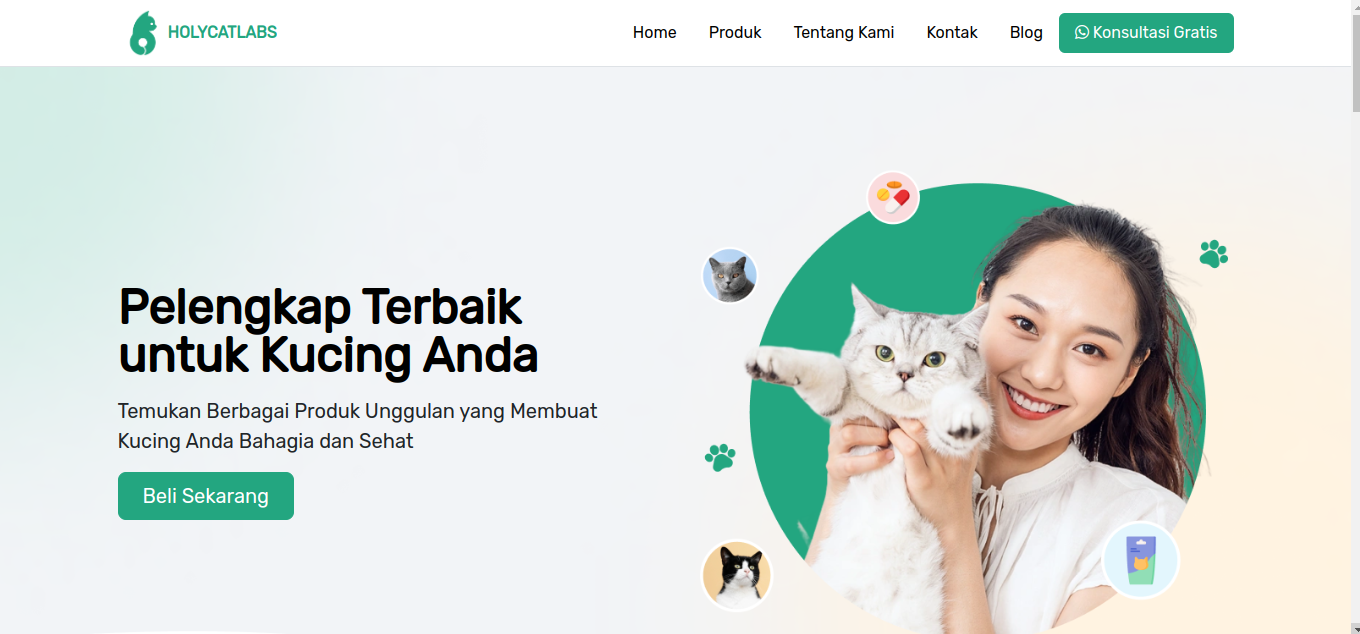 HOLYCATLABS
Home
Produk
Tentang Kami
Kontak
Blog
Konsultasi Gratis
Pelengkap Terbaik
untuk Kucing Anda
Temukan Berbagai Produk Unggulan yang Membuat
Kucing Anda Bahagia dan Sehat
Beli Sekarang